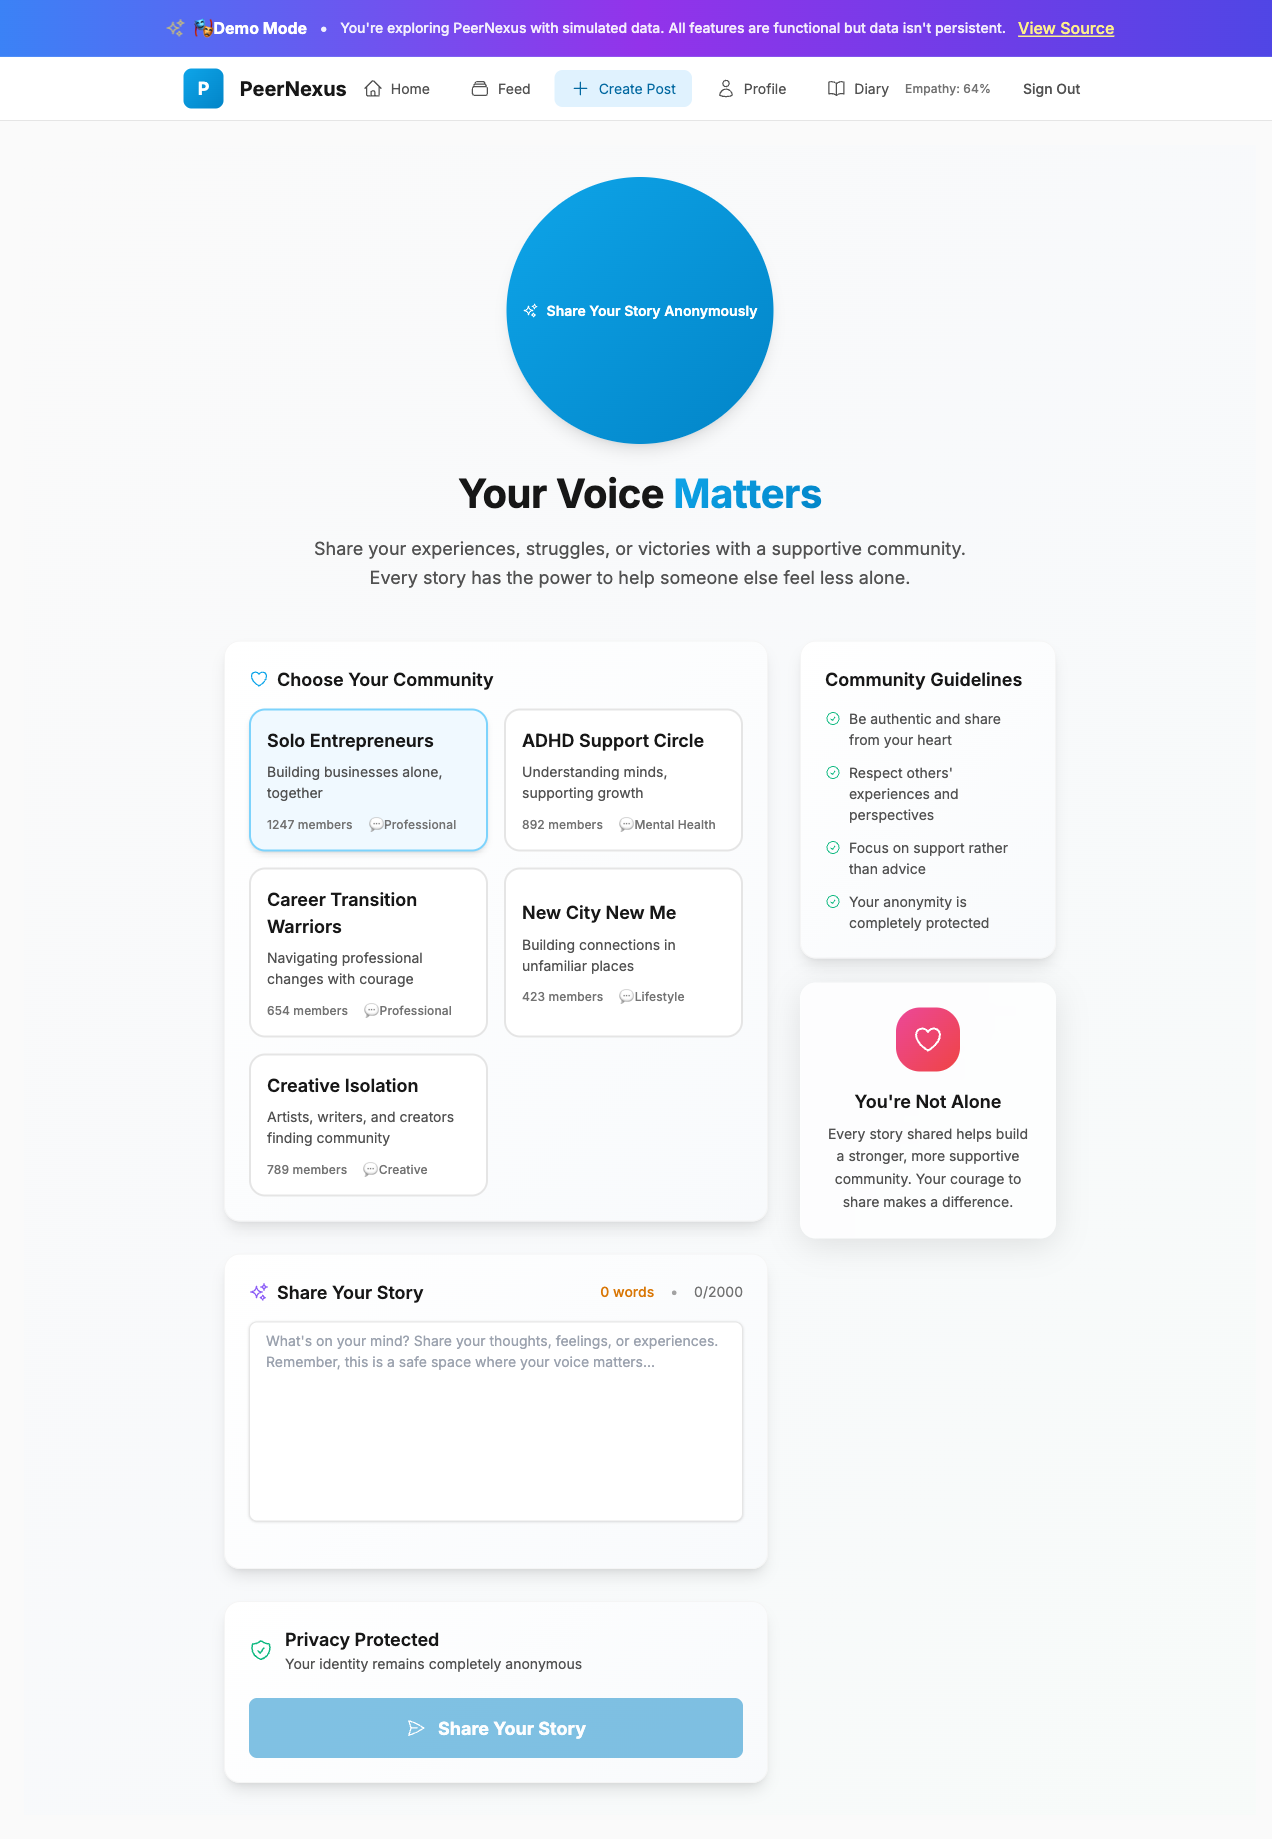 Demo Mode • You're exploring PeerNexus with simulated data. All features are functional but data isn't persistent. View Source
P PeerNexus Home Feed Create Post Profile Diary Empathy: 64% Sign Out
Share Your Story Anonymously
Your Voice Matters
Share your experiences, struggles, or victories with a supportive community.
Every story has the power to help someone else feel less alone.
Choose Your Community
Solo Entrepreneurs
Building businesses alone,
together
1247 members Professional
ADHD Support Circle
Understanding minds,
supporting growth
892 members Mental Health
Career Transition
Warriors
Navigating professional
changes with courage
654 members Professional
New City New Me
Building connections in
unfamiliar places
423 members Lifestyle
Creative Isolation
Artists, writers, and creators
finding community
789 members Creative
Community Guidelines
Be authentic and share
from your heart
Respect others'
experiences and
perspectives
Focus on support rather
than advice
Your anonymity is
completely protected
You're Not Alone
Every story shared helps build
a stronger, more supportive
community. Your courage to
share makes a difference.
Share Your Story 0 words • 0/2000
What's on your mind? Share your thoughts, feelings, or experiences.
Remember, this is a safe space where your voice matters...
Privacy Protected
Your identity remains completely anonymous
Share Your Story